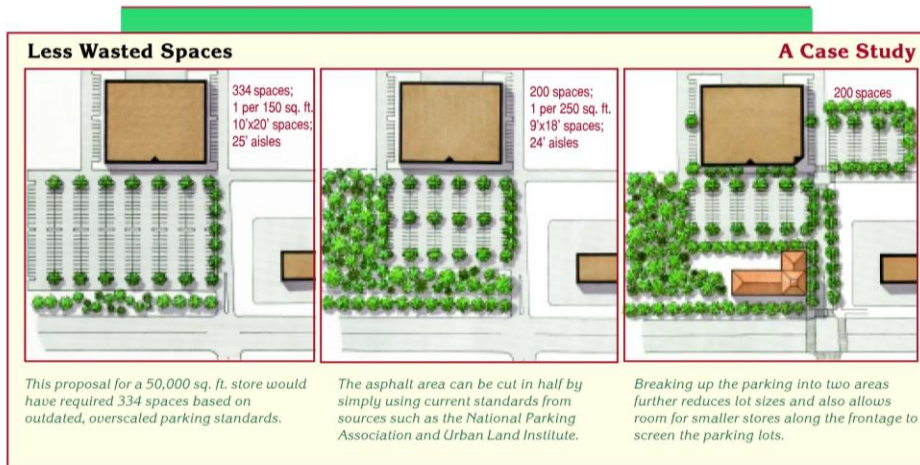 Less Wasted Spaces
A Case Study
334 spaces;
1 per 150 sq. ft.
10'x20' spaces;
25' aisles
200 spaces;
1 per 250 sq. ft.
9'x18' spaces;
24' aisles
200 spaces
This proposal for a 50,000 sq. ft. store would
have required 334 spaces based on
outdated, overscaled parking standards.
The asphalt area can be cut in half by
simply using current standards from
sources such as the National Parking
Association and Urban Land Institute.
Breaking up the parking into two areas
further reduces lot sizes and also allows
room for smaller stores along the frontage to
screen the parking lots.